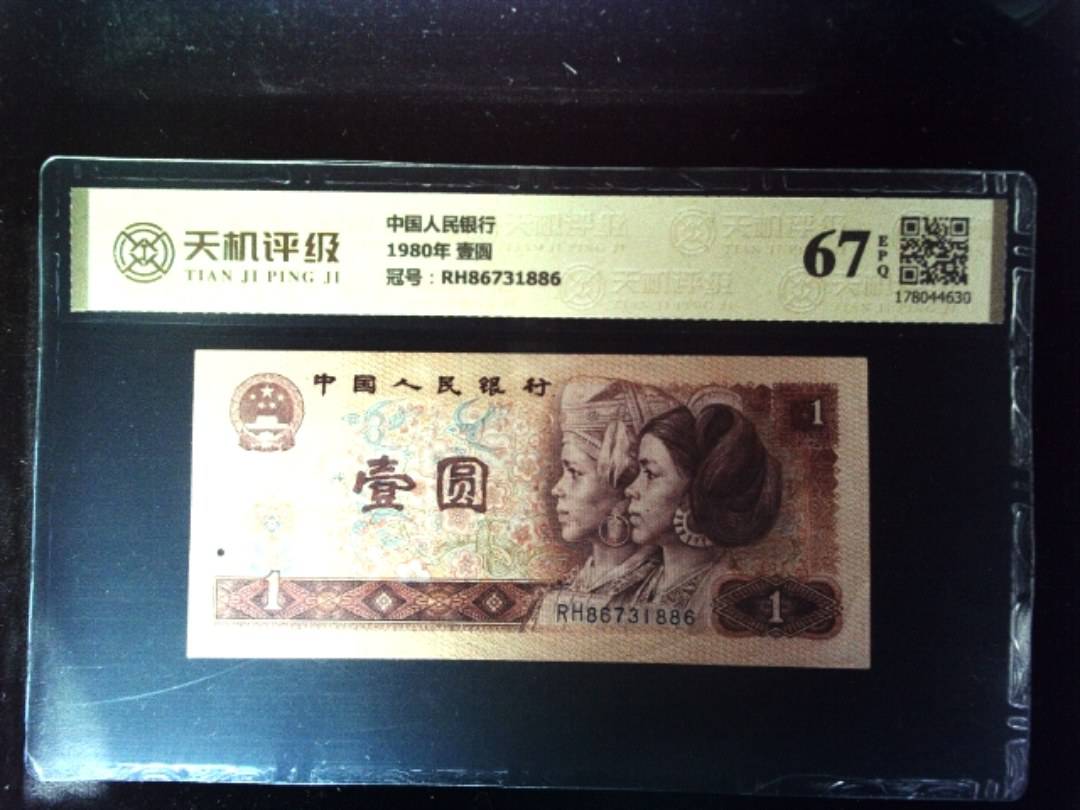 天机评级
TIAN JI PING JI
中国人民银行
1980年 壹圆
冠号：RH86731886
67
EPQ
178044630
中国人民银行
1
壹圆
1
RH86731886
1